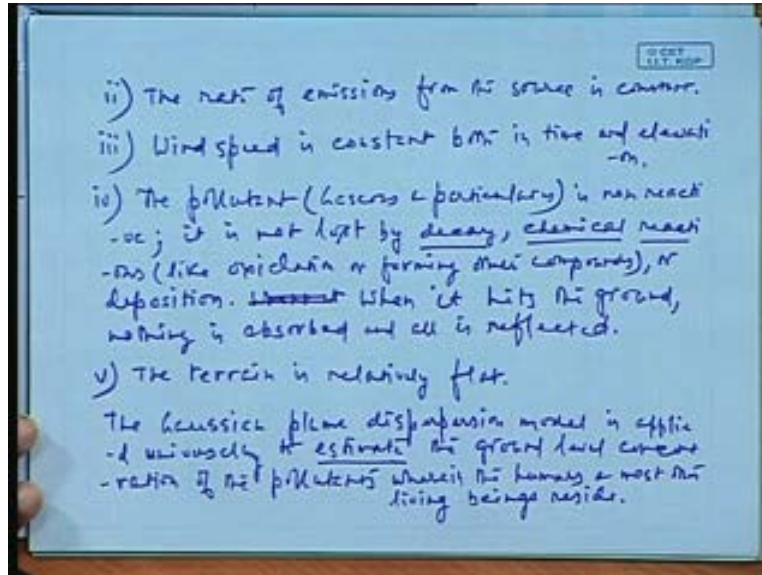 © CET
I.I.T. KGP
ii) The rate of emissions from the source is constant.
iii) Wind speed is constant both in time and elevati
-on.
iv) The pollutant (Gaseous & particulates) is non reacti
-ve; it is not lost by decay, chemical reacti
-ons (like oxidation or forming other compounds), or
deposition. When it hits the ground,
nothing is absorbed and all is reflected.
v) The terrain is relatively flat.
The Gaussian plume dispersion model is applie
-d universally to estimate the ground level concent
-ration of the pollutants wherein the humans & most the
living beings reside.